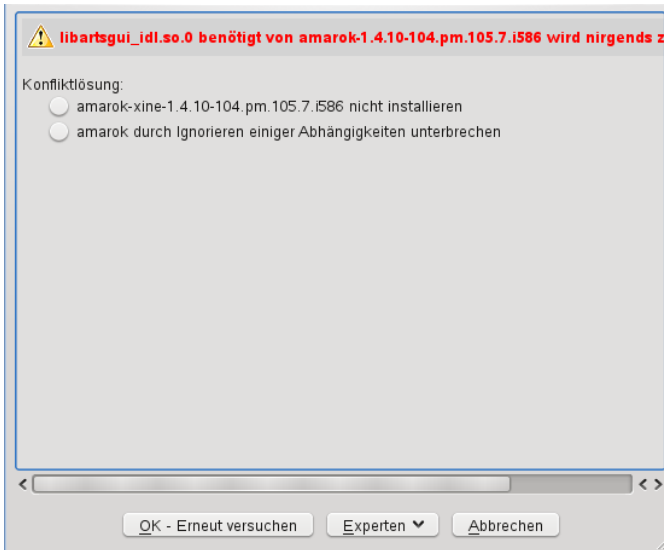 libartsgui_idl.so.0 benötigt von amarok-1.4.10-104.pm.105.7.i586 wird nirgends z
Konfliktlösung:
amarok-xine-1.4.10-104.pm.105.7.i586 nicht installieren
amarok durch Ignorieren einiger Abhängigkeiten unterbrechen
OK - Erneut versuchen Experten Abbrechen